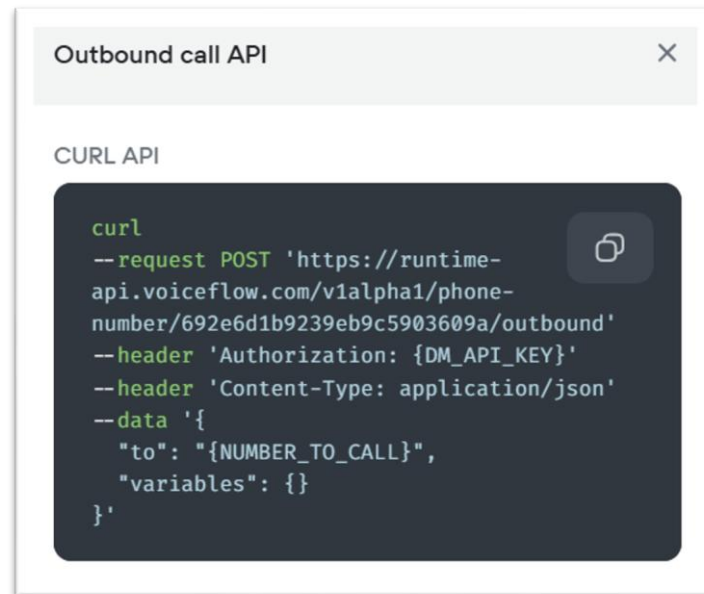 Outbound call API
CURL API
curl
--request POST 'https://runtime-
api.voiceflow.com/v1alpha1/phone-
number/692e6d1b9239eb9c5903609a/outbound'
--header 'Authorization: {DM_API_KEY}'
--header 'Content-Type: application/json'
--data '{
  "to": "{NUMBER_TO_CALL}",
  "variables": {}
}'